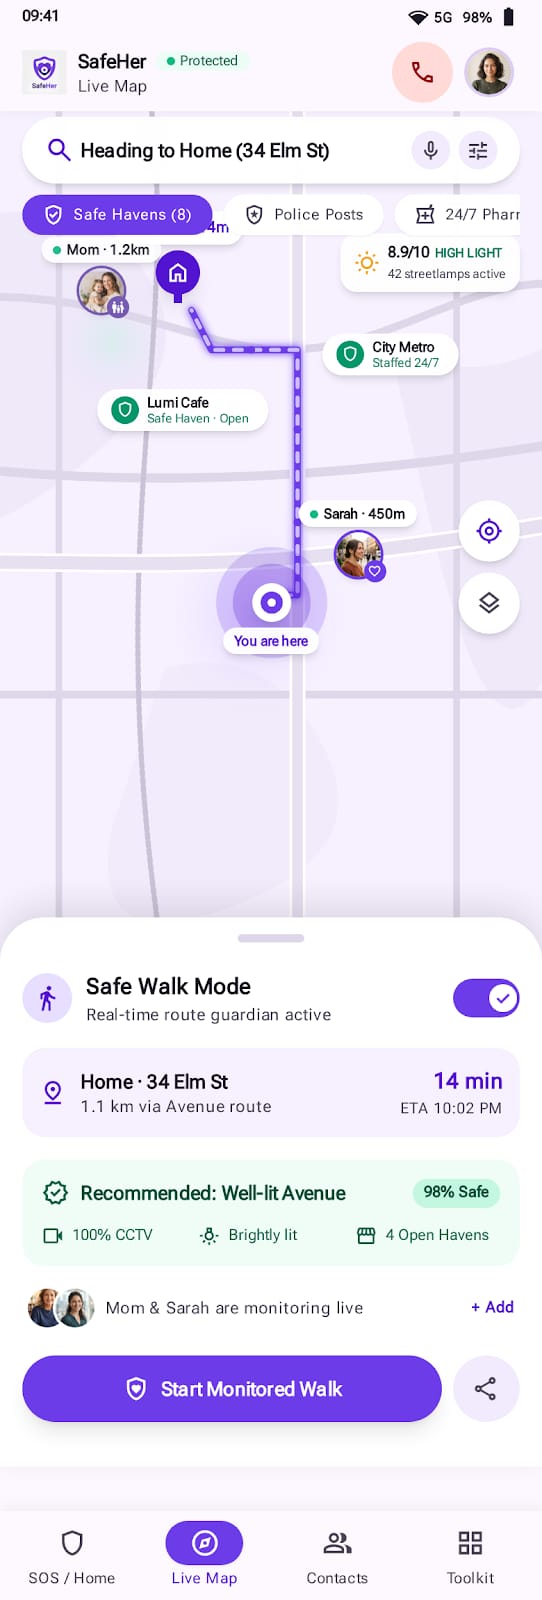 09:41
5G 98%
SafeHer
SafeHer
Protected
Live Map
Heading to Home (34 Elm St)
Safe Havens (8)
4m
Police Posts
24/7 Pharr
Mom · 1.2km
8.9/10 HIGH LIGHT
42 streetlamps active
City Metro
Staffed 24/7
Lumi Cafe
Safe Haven · Open
Sarah · 450m
You are here
Safe Walk Mode
Real-time route guardian active
Home · 34 Elm St
14 min
1.1 km via Avenue route
ETA 10:02 PM
Recommended: Well-lit Avenue
98% Safe
100% CCTV
Brightly lit
4 Open Havens
Mom & Sarah are monitoring live
+ Add
Start Monitored Walk
SOS / Home
Live Map
Contacts
Toolkit